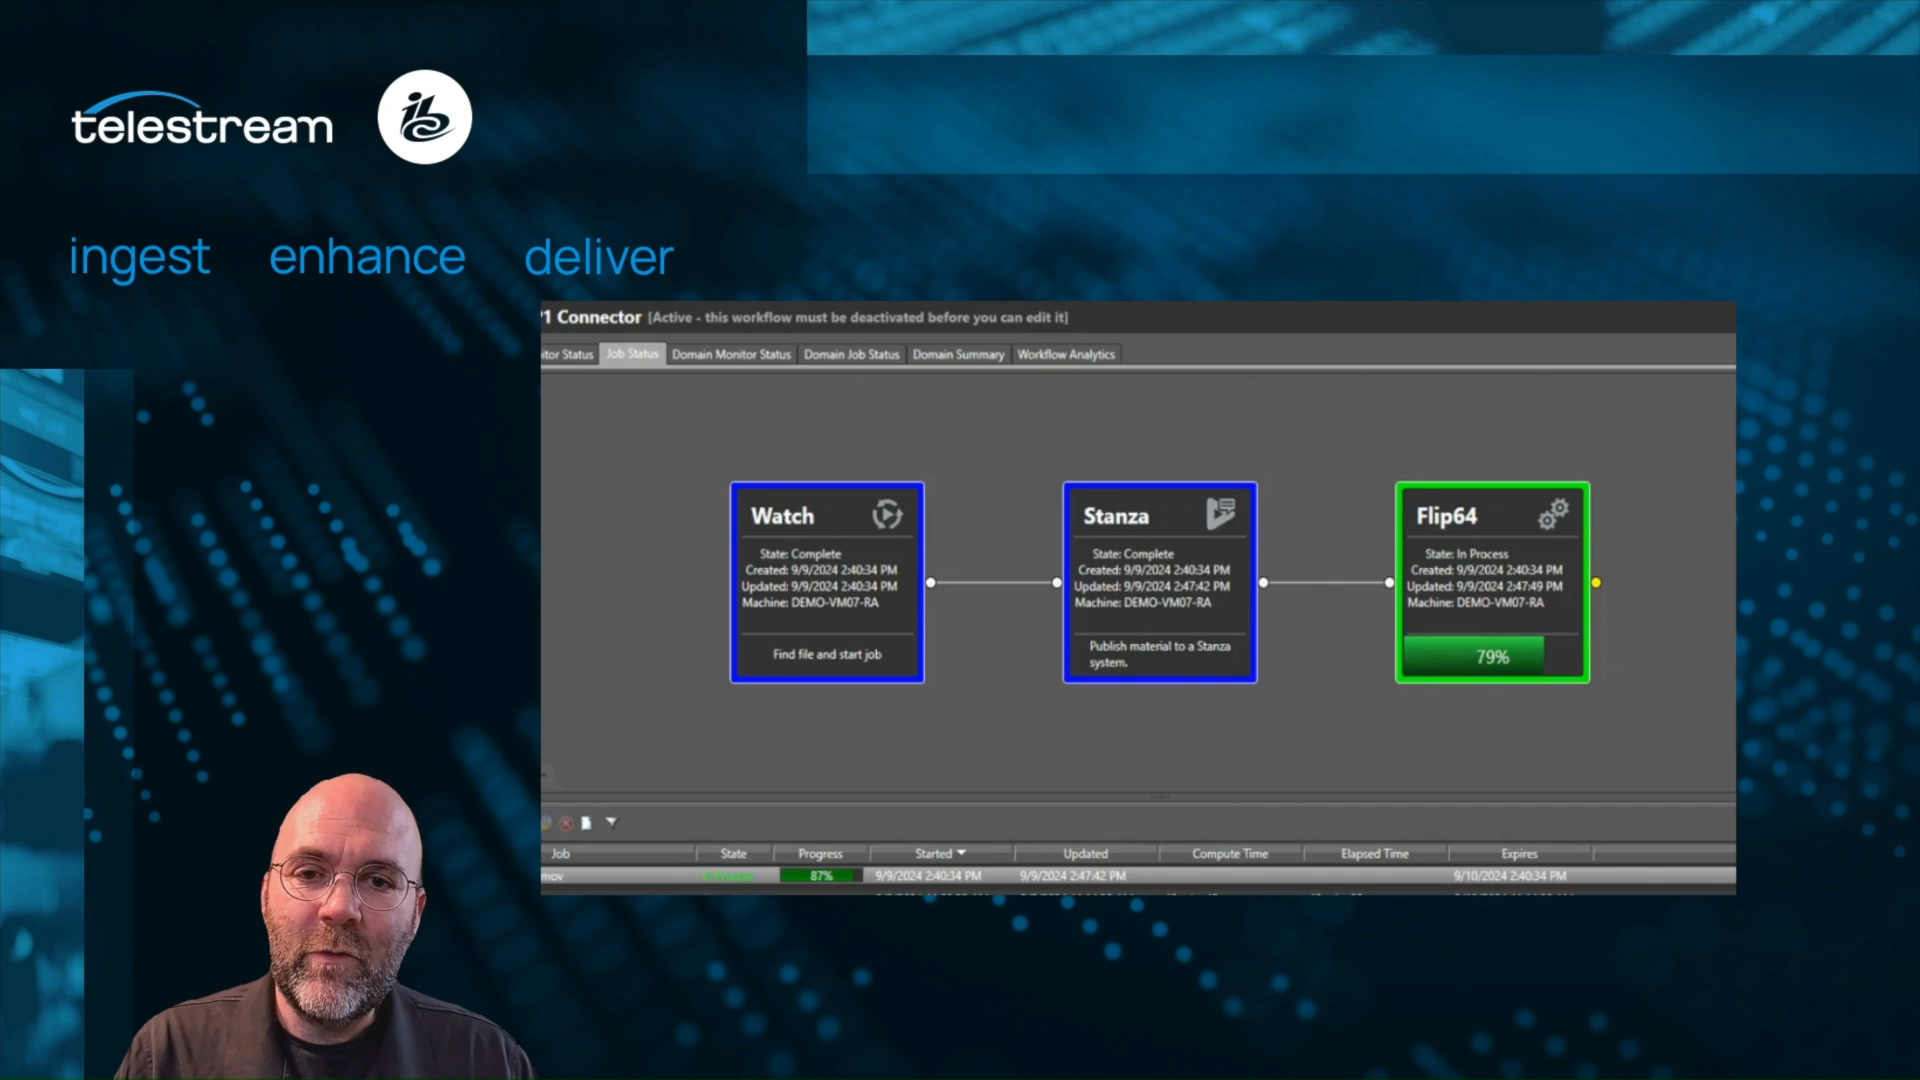 telestream ibc
ingest enhance deliver
P1 Connector [Active - this workflow must be deactivated before you can edit it]
itor Status Job Status Domain Monitor Status Domain Job Status Domain Summary Workflow Analytics
Watch
State: Complete
Created: 9/9/2024 2:40:34 PM
Updated: 9/9/2024 2:40:34 PM
Machine: DEMO-VM07-RA
Find file and start job
Stanza
State: Complete
Created: 9/9/2024 2:40:34 PM
Updated: 9/9/2024 2:47:42 PM
Machine: DEMO-VM07-RA
Publish material to a Stanza
system.
Flip64
State: In Process
Created: 9/9/2024 2:40:34 PM
Updated: 9/9/2024 2:47:49 PM
Machine: DEMO-VM07-RA
79%
Job State Progress Started Updated Compute Time Elapsed Time Expires
mov In Process 87% 9/9/2024 2:40:34 PM 9/9/2024 2:47:42 PM 9/10/2024 2:40:34 PM